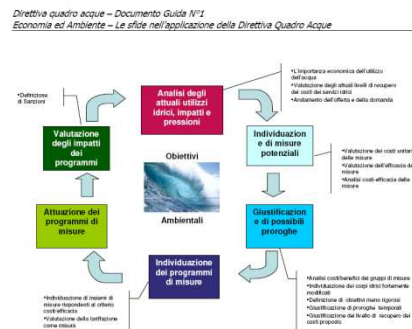 Direttiva quadro acque – Documento Guida N°1
Economia ed Ambiente – Le sfide nell'applicazione della Direttiva Quadro Acque
•L'importanza economica dell'utilizzo
dell'acqua
•Valutazione degli attuali livelli di recupero
dei costi dei servizi idrici
•Andamento dell'offerta e della domanda
Analisi degli
attuali utilizzi
idrici, impatti e
pressioni
•Definizione
di Sanzioni
Valutazione
degli impatti
dei
programmi
Individuazion
e di misure
potenziali
Obiettivi
•Valutazione dei costi unitari
delle misure
•Valutazione dell'efficacia delle
misure
•Analisi costi-efficacia delle
misure
Attuazione dei
programmi di
misure
Ambientali
Giustificazion
e di possibili
proroghe
Individuazione
dei programmi
di misure
•Individuazione di insiemi di
misure rispondenti al criterio
costi/efficacia
•Valutazione della tariffazione
come misura
•Analisi costi/benefici dei gruppi di misure
•Individuazione dei corpi idrici fortemente
modificati
•Definizione di obiettivi meno rigorosi
•Giustificazione di proroghe temporali
•Giustificazione del livello di recupero dei
costi proposto